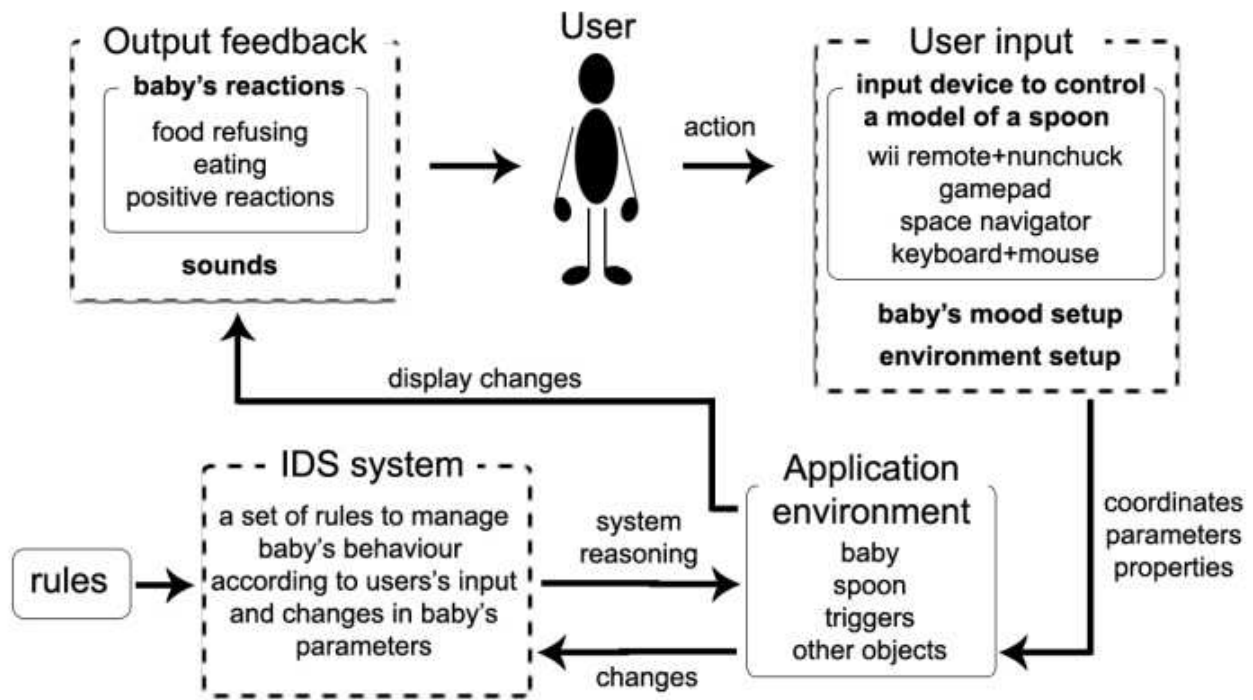 Output feedback
baby's reactions
food refusing
eating
positive reactions
sounds
User
action
User input
input device to control
a model of a spoon
wii remote+nunchuck
gamepad
space navigator
keyboard+mouse
baby's mood setup
environment setup
display changes
rules
IDS system
a set of rules to manage
baby's behaviour
according to users's input
and changes in baby's
parameters
system
reasoning
changes
Application
environment
baby
spoon
triggers
other objects
coordinates
parameters
properties